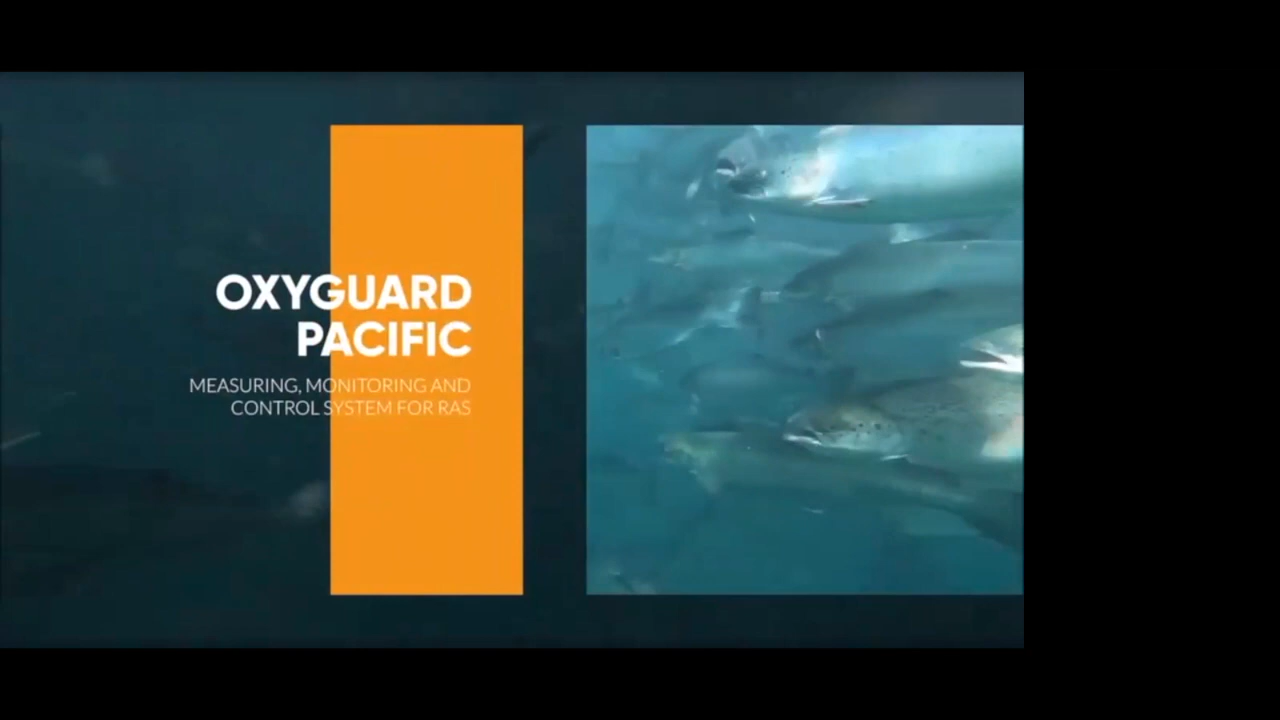 OXYGUARD
PACIFIC
MEASURING, MONITORING AND
CONTROL SYSTEM FOR RAS